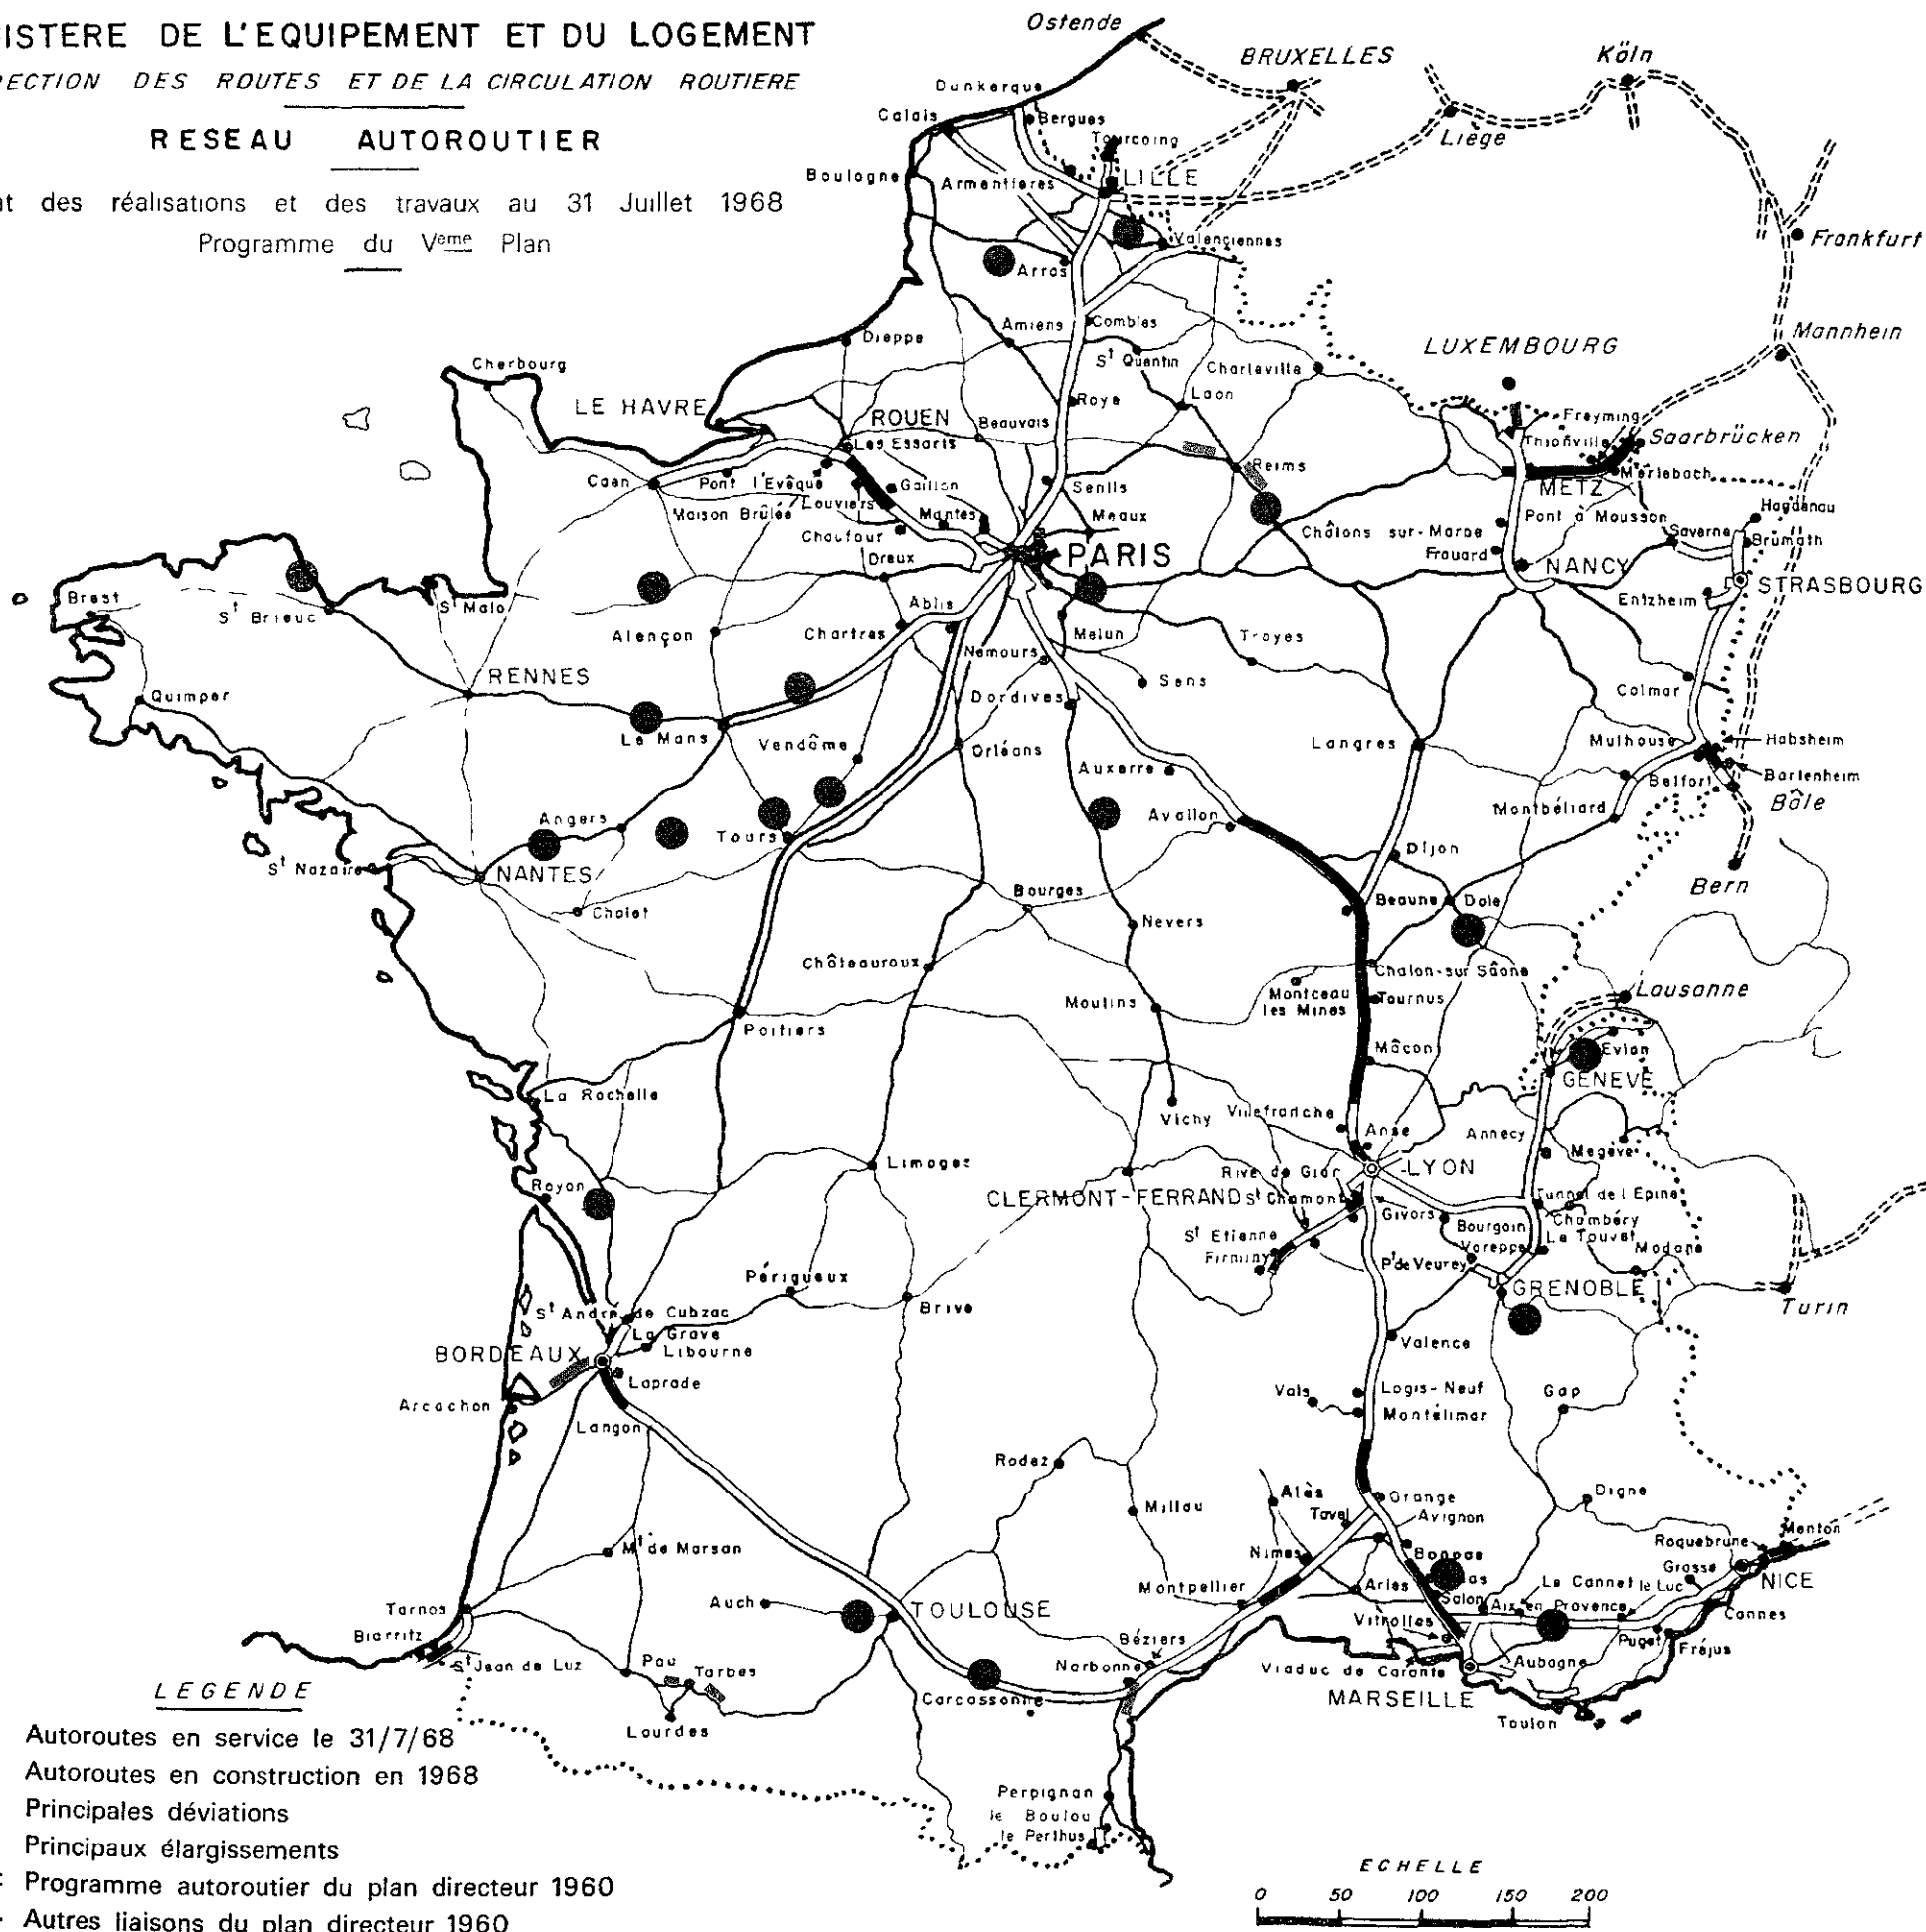 ISTERE DE L'EQUIPEMENT ET DU LOGEMENT
ECTION DES ROUTES ET DE LA CIRCULATION ROUTIERE
RESEAU AUTOROUTIER
at des réalisations et des travaux au 31 Juillet 1968
Programme du Veme Plan
Ostende
BRUXELLES
Köln
Dunkerque
Calais
Bergues
Tourcoing
Liège
Boulogne
Armentieres
LILLE
Valenciennes
Frankfurt
Arras
Mannhein
Dieppe
Amiens
Combles
St Quentin
Charleville
LUXEMBOURG
Cherbourg
LE HAVRE
ROUEN
Beauvais
Roye
Laon
Freyming
Thionville
Saarbrücken
Les Essarts
Reims
Merlebach
METZ
Caen
Pont l'Evêque
Gaillon
Senlis
Maison Brûlée
Louviers
Mantes
Meaux
Châlons sur-Marne
Pont à Mousson
Haguenau
Saverne
Brumath
Chaufour
Dreux
PARIS
Frouard
NANCY
STRASBOURG
Entzheim
Brest
St Brieuc
St Malo
Alençon
Chartres
Ablis
Melun
Troyes
RENNES
Nemours
Sens
Colmar
Quimper
Dordives
Le Mans
Vendôme
Orléans
Langres
Mulhouse
Habsheim
Auxerre
Belfort
Bartenheim
Bâle
Angers
Tours
Avallon
Montbéliard
Dijon
St Nazaire
NANTES
Bern
Cholet
Bourges
Beaune
Dole
Nevers
Châteauroux
Chalon-sur Sâone
Montceau
les Mines
Tournus
Lausanne
Poitiers
Moulins
Mâcon
Evian
GENEVE
La Rochelle
Vichy
Villefranche
Anse
Annecy
Megève
Limoges
Rive de Gier
LYON
Royan
CLERMONT-FERRAND
St Chamont
Tunnel de l Epine
Givors
Bourgoin
Chambéry
St Etienne
Le Touvet
Firminy
Voreppe
Modane
Pt de Veurey
Périgueux
Brive
GRENOBLE
Turin
St André de Cubzac
La Grave
BORDEAUX
Libourne
Valence
Laprade
Arcachon
Vals
Logis-Neuf
Gap
Montélimar
Langon
Rodez
Millau
Alès
Orange
Digne
Tavel
Avignon
Mt de Marsan
Roquebrune
Menton
Nimes
Bonpas
Grasse
NICE
Montpellier
Arles
Le Cannet
le Luc
Tarnos
Auch
TOULOUSE
Salon
Aix en Provence
Cannes
Biarritz
Vitrolles
Puget
Fréjus
St Jean de Luz
Pau
Tarbes
Béziers
Narbonne
Viaduc de Caronte
Aubagne
Carcassonne
MARSEILLE
Lourdes
Toulon
LEGENDE
Autoroutes en service le 31/7/68
Autoroutes en construction en 1968
Principales déviations
Principaux élargissements
Programme autoroutier du plan directeur 1960
Autres liaisons du plan directeur 1960
Perpignan
le Boulou
le Perthus
ECHELLE
0 50 100 150 200